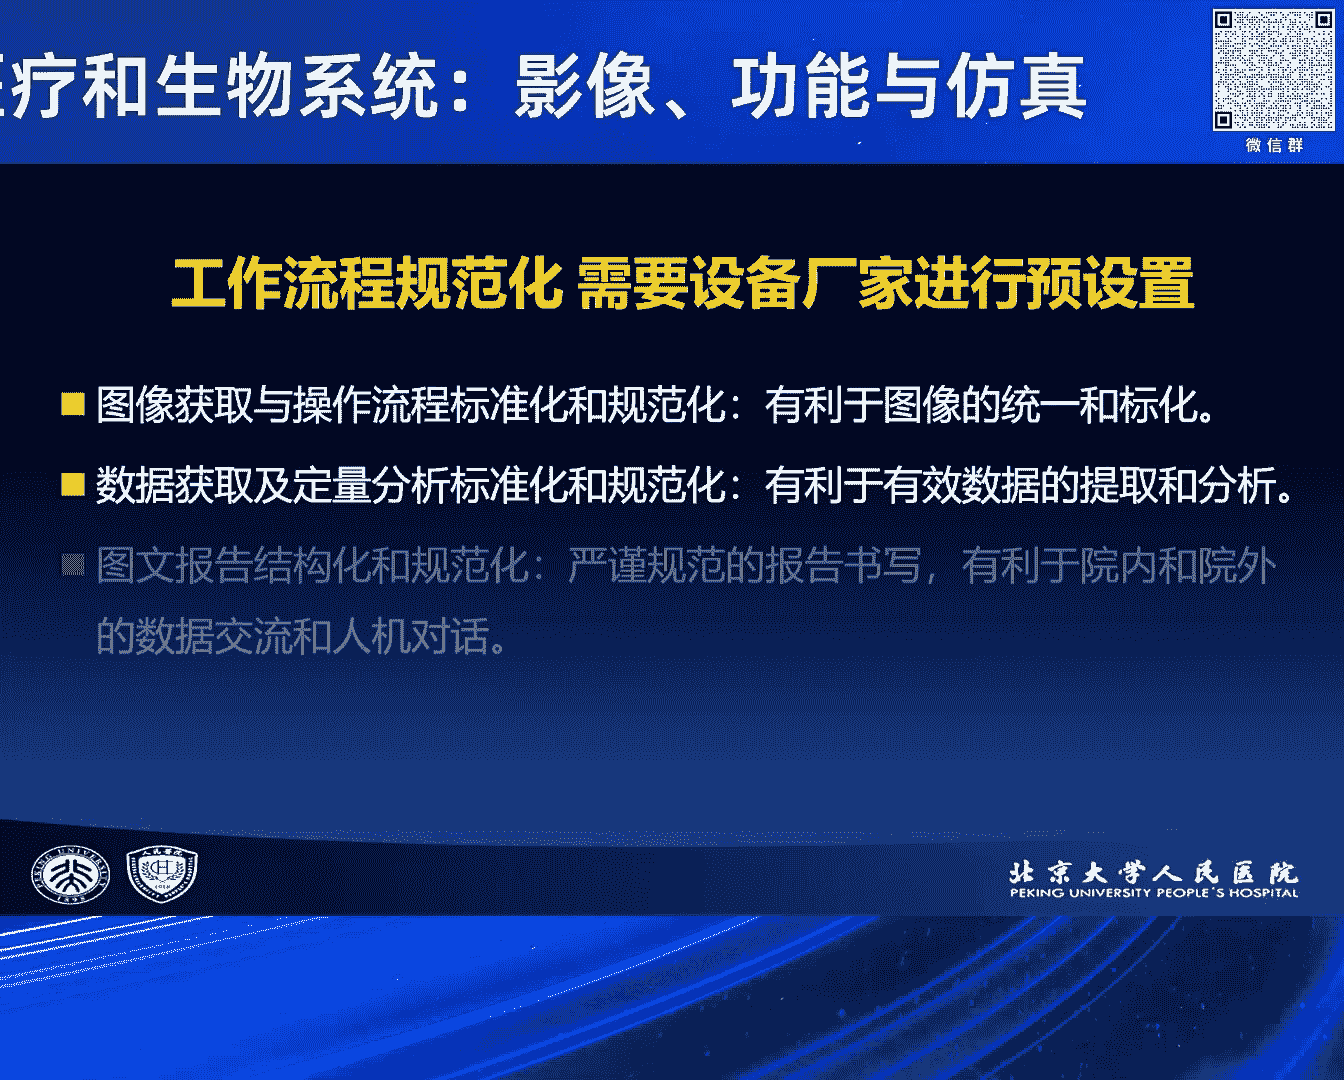 疗和生物系统：影像、功能与仿真
微信群
工作流程规范化 需要设备厂家进行预设置
图像获取与操作流程标准化和规范化：有利于图像的统一和标化。
数据获取及定量分析标准化和规范化：有利于有效数据的提取和分析。
图文报告结构化和规范化：严谨规范的报告书写，有利于院内和院外
的数据交流和人机对话。
PEKING UNIVERSITY
1898
人民医院
北京大学人民医院
PEKING UNIVERSITY PEOPLE'S HOSPITAL